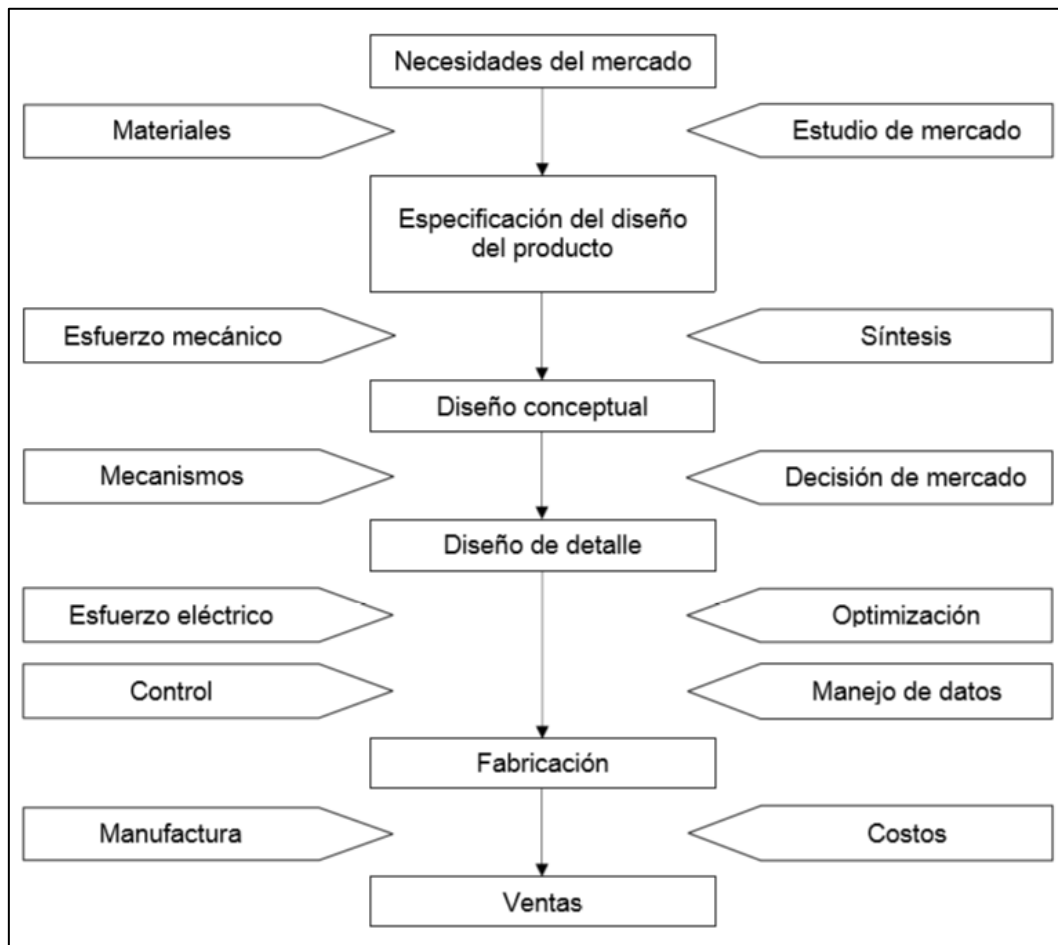 Necesidades del mercado
Materiales
Estudio de mercado
Especificación del diseño
del producto
Esfuerzo mecánico
Síntesis
Diseño conceptual
Mecanismos
Decisión de mercado
Diseño de detalle
Esfuerzo eléctrico
Optimización
Control
Manejo de datos
Fabricación
Manufactura
Costos
Ventas